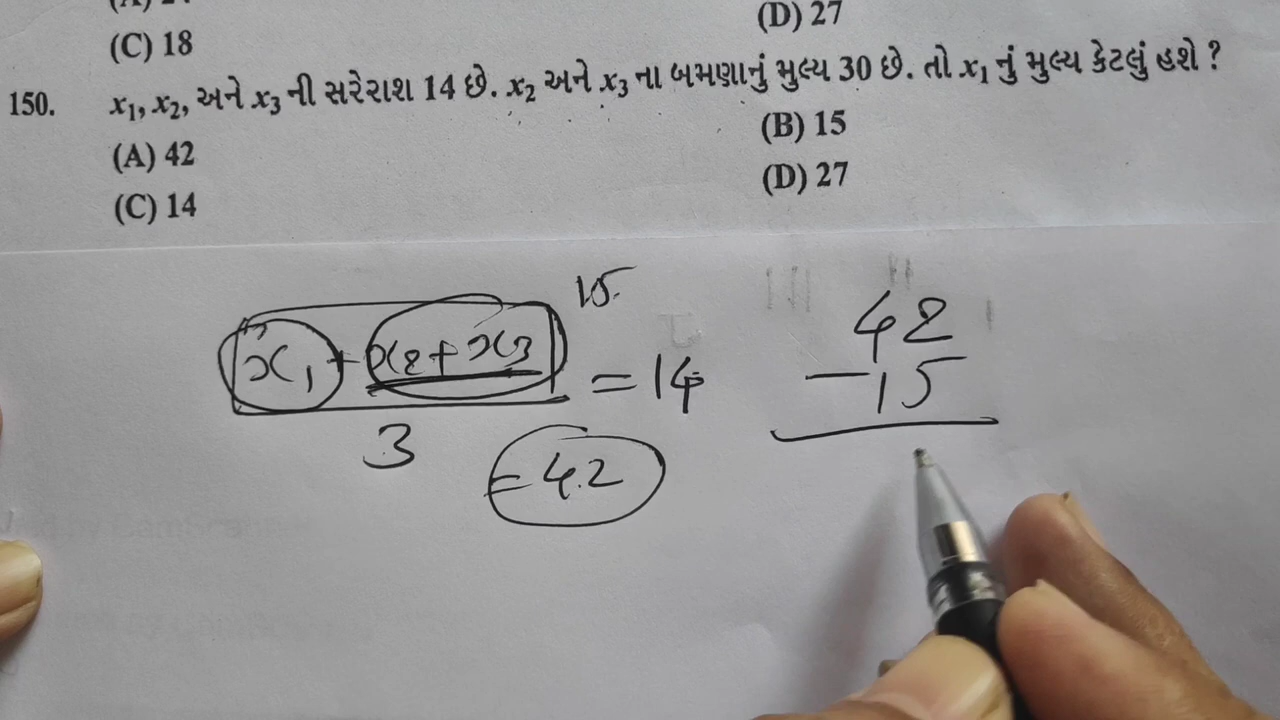 (D) 27
(C) 18
150. x₁, x₂, અને x₃ ની સરેરાશ 14 છે. x₂ અને x₃ ના બમણાનું મુલ્ય 30 છે. તો x₁ નું મુલ્ય કેટલું હશે ?
(A) 42
(B) 15
(C) 14
(D) 27
15.
x₁ + x₂ + x₃
= 14
3
= 42
42
- 15